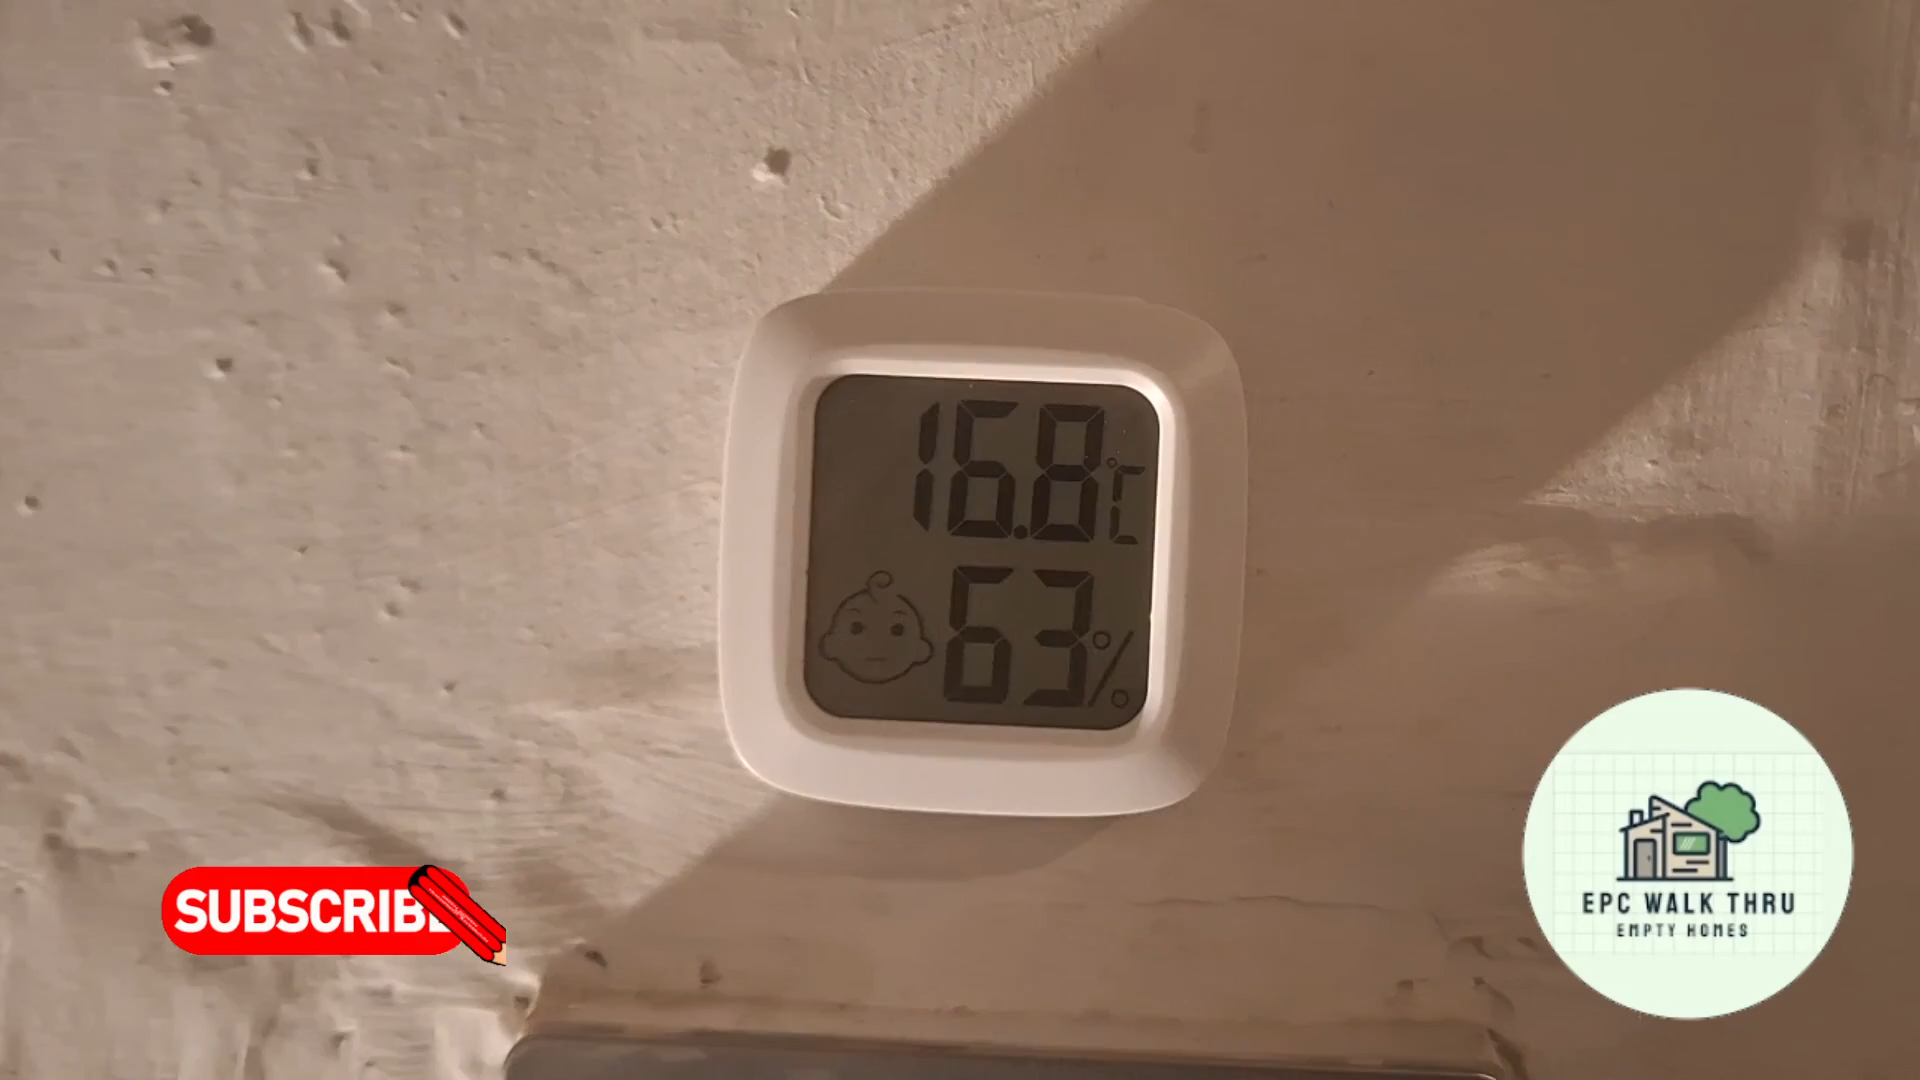 16.8°C
63%
SUBSCRIBE
EPC WALK THRU
EMPTY HOMES